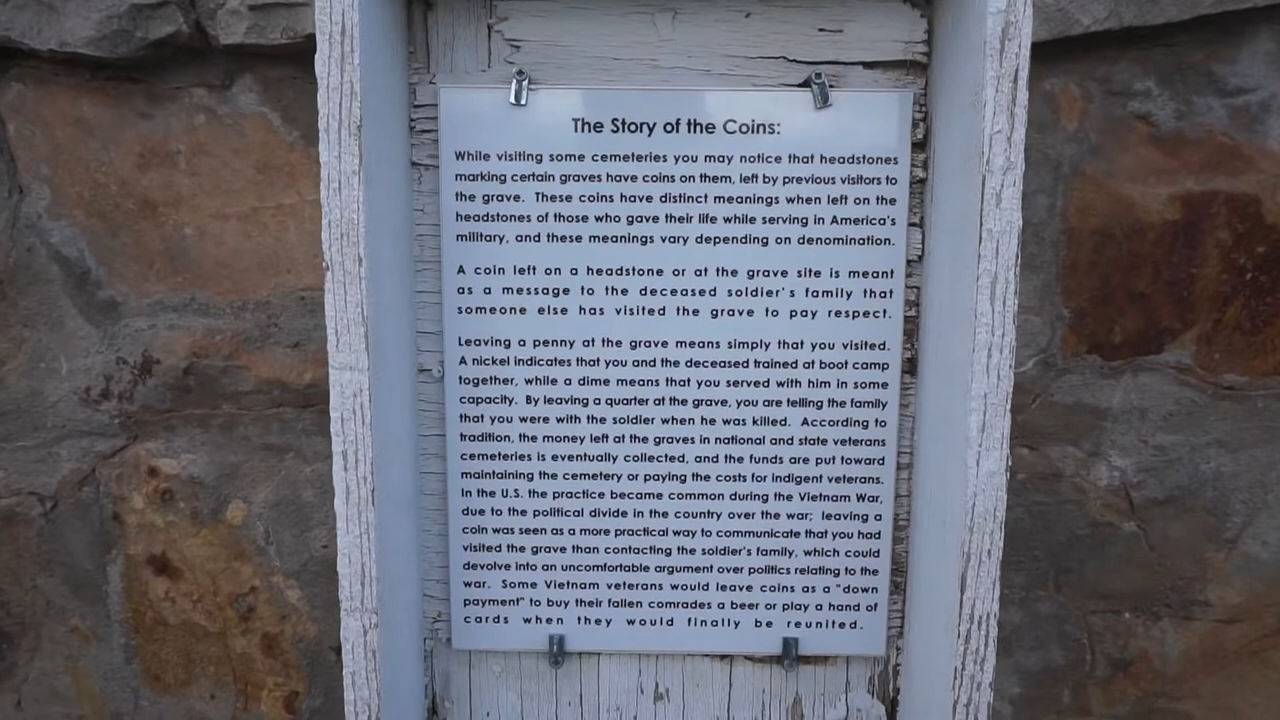 The Story of the Coins:
While visiting some cemeteries you may notice that headstones
marking certain graves have coins on them, left by previous visitors to
the grave. These coins have distinct meanings when left on the
headstones of those who gave their life while serving in America's
military, and these meanings vary depending on denomination.
A coin left on a headstone or at the grave site is meant
as a message to the deceased soldier's family that
someone else has visited the grave to pay respect.
Leaving a penny at the grave means simply that you visited.
A nickel indicates that you and the deceased trained at boot camp
together, while a dime means that you served with him in some
capacity. By leaving a quarter at the grave, you are telling the family
that you were with the soldier when he was killed. According to
tradition, the money left at the graves in national and state veterans
cemeteries is eventually collected, and the funds are put toward
maintaining the cemetery or paying the costs for indigent veterans.
In the U.S. the practice became common during the Vietnam War,
due to the political divide in the country over the war; leaving a
coin was seen as a more practical way to communicate that you had
visited the grave than contacting the soldier's family, which could
devolve into an uncomfortable argument over politics relating to the
war. Some Vietnam veterans would leave coins as a "down
payment" to buy their fallen comrades a beer or play a hand of
cards when they would finally be reunited.